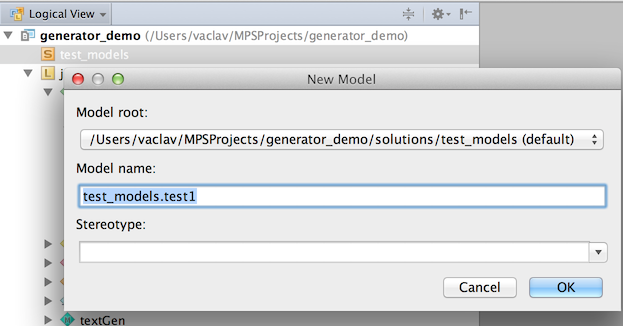 Logical View
generator_demo (/Users/vaclav/MPSProjects/generator_demo)
S test_models
L j
New Model
Model root:
/Users/vaclav/MPSProjects/generator_demo/solutions/test_models (default)
Model name:
test_models.test1
Stereotype:
Cancel OK
textGen